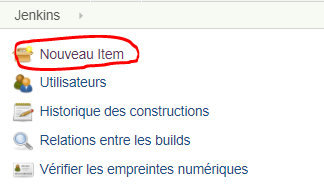 Jenkins
Nouveau Item
Utilisateurs
Historique des constructions
Relations entre les builds
Vérifier les empreintes numériques